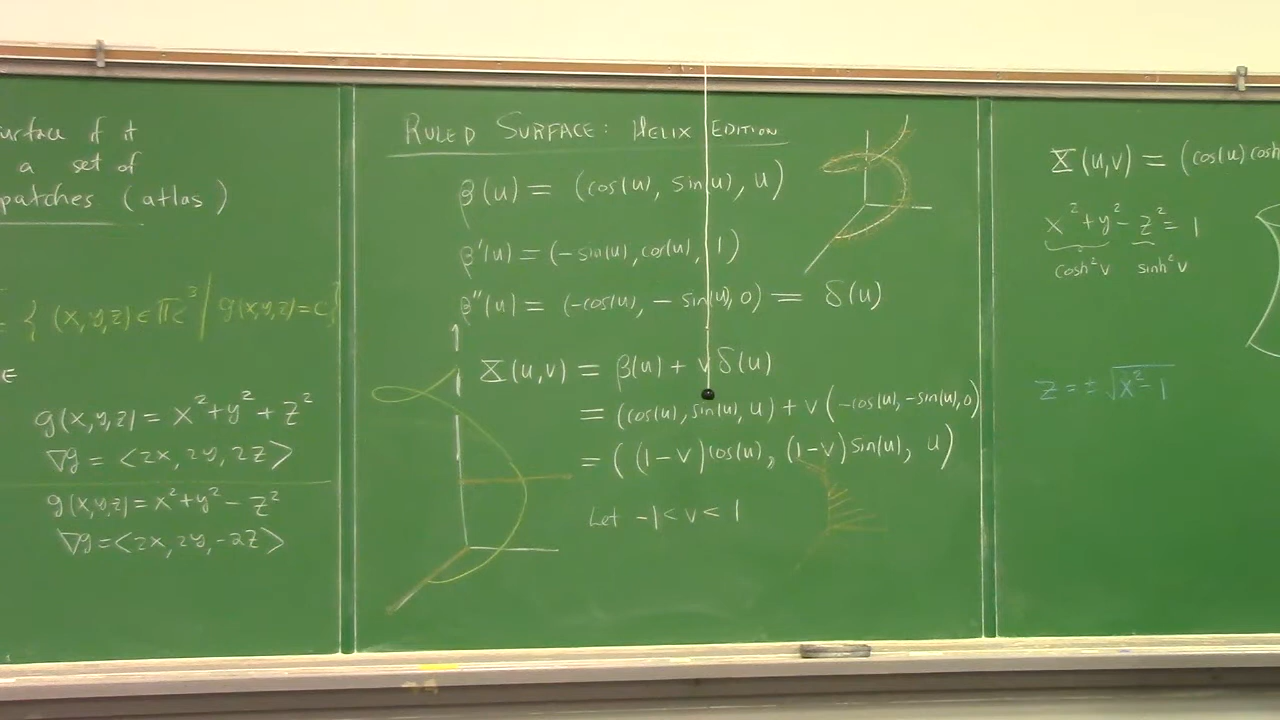 urface if it
a set of
patches (atlas)
= { (x,y,z) ∈ ℝ³ | g(x,y,z) = c }
g(x,y,z) = x² + y² + z²
∇g = <2x, 2y, 2z>
g(x,y,z) = x² + y² - z²
∇g = <2x, 2y, -2z>
RULED SURFACE: HELIX EDITION
β(u) = (cos(u), sin(u), u)
β'(u) = (-sin(u), cos(u), 1)
β''(u) = (-cos(u), -sin(u), 0) = δ(u)
X(u,v) = β(u) + v δ(u)
= (cos(u), sin(u), u) + v(-cos(u), -sin(u), 0)
= ((1-v)cos(u), (1-v)sin(u), u)
Let -1 < v < 1
X(u,v) = (cos(u) cosh
x² + y² - z² = 1
cosh²v sinh²v
z = ± √x² - 1